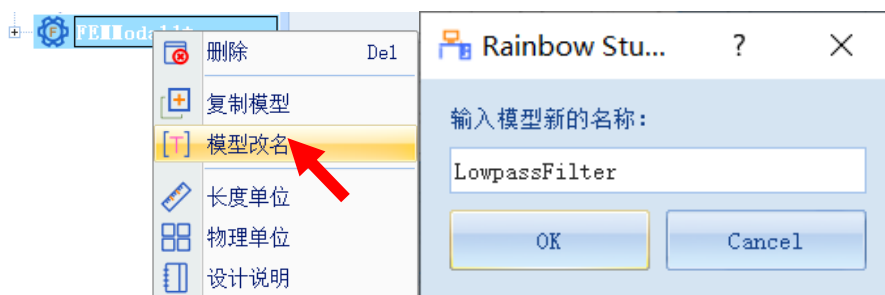 FEMModal1*
删除 Del
复制模型
模型改名
长度单位
物理单位
设计说明
Rainbow Stu... ? ×
输入模型新的名称：
LowpassFilter
OK Cancel